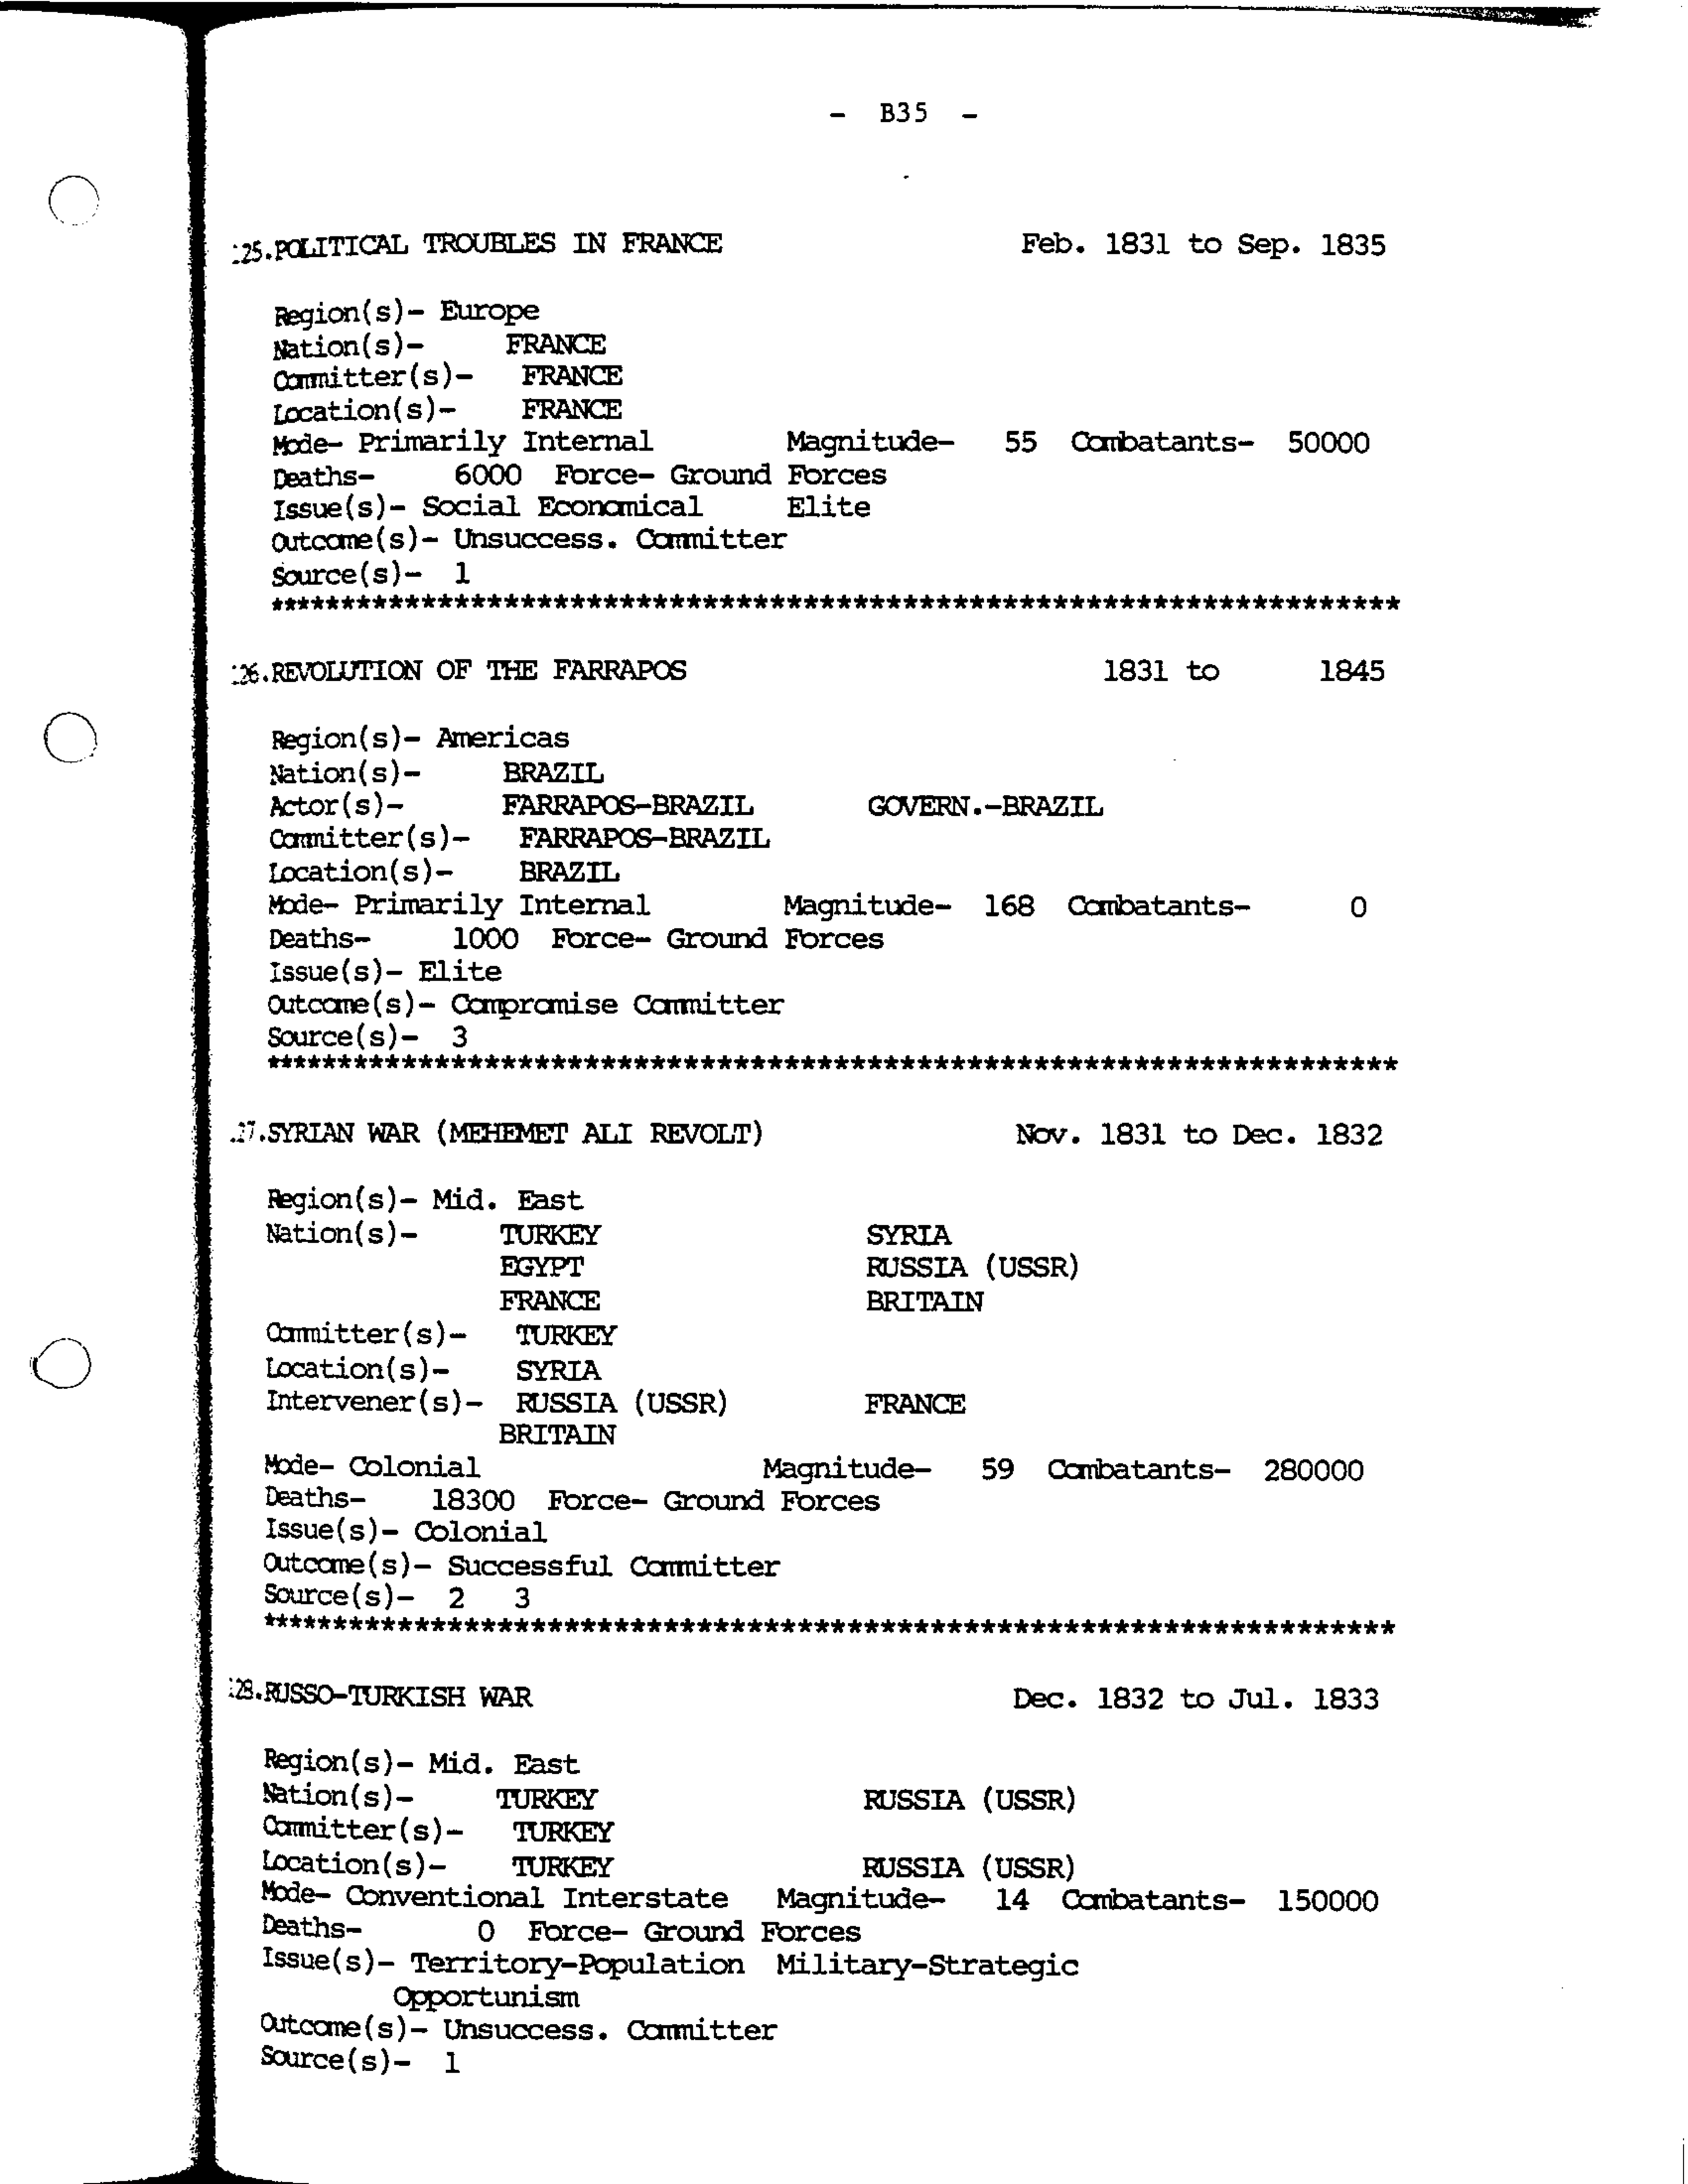 - B35 -
25.POLITICAL TROUBLES IN FRANCE Feb. 1831 to Sep. 1835
Region(s)- Europe
Nation(s)- FRANCE
Committer(s)- FRANCE
Location(s)- FRANCE
Mode- Primarily Internal Magnitude- 55 Combatants- 50000
Deaths- 6000 Force- Ground Forces
Issue(s)- Social Economical Elite
Outcome(s)- Unsuccess. Committer
Source(s)- 1
********************************************************************
26.REVOLUTION OF THE FARRAPOS 1831 to 1845
Region(s)- Americas
Nation(s)- BRAZIL
Actor(s)- FARRAPOS-BRAZIL GOVERN.-BRAZIL
Committer(s)- FARRAPOS-BRAZIL
Location(s)- BRAZIL
Mode- Primarily Internal Magnitude- 168 Combatants- 0
Deaths- 1000 Force- Ground Forces
Issue(s)- Elite
Outcome(s)- Compromise Committer
Source(s)- 3
********************************************************************
27.SYRIAN WAR (MEHEMET ALI REVOLT) Nov. 1831 to Dec. 1832
Region(s)- Mid. East
Nation(s)- TURKEY SYRIA
EGYPT RUSSIA (USSR)
FRANCE BRITAIN
Committer(s)- TURKEY
Location(s)- SYRIA
Intervener(s)- RUSSIA (USSR) FRANCE
BRITAIN
Mode- Colonial Magnitude- 59 Combatants- 280000
Deaths- 18300 Force- Ground Forces
Issue(s)- Colonial
Outcome(s)- Successful Committer
Source(s)- 2 3
********************************************************************
28.RUSSO-TURKISH WAR Dec. 1832 to Jul. 1833
Region(s)- Mid. East
Nation(s)- TURKEY RUSSIA (USSR)
Committer(s)- TURKEY
Location(s)- TURKEY RUSSIA (USSR)
Mode- Conventional Interstate Magnitude- 14 Combatants- 150000
Deaths- 0 Force- Ground Forces
Issue(s)- Territory-Population Military-Strategic
Opportunism
Outcome(s)- Unsuccess. Committer
Source(s)- 1